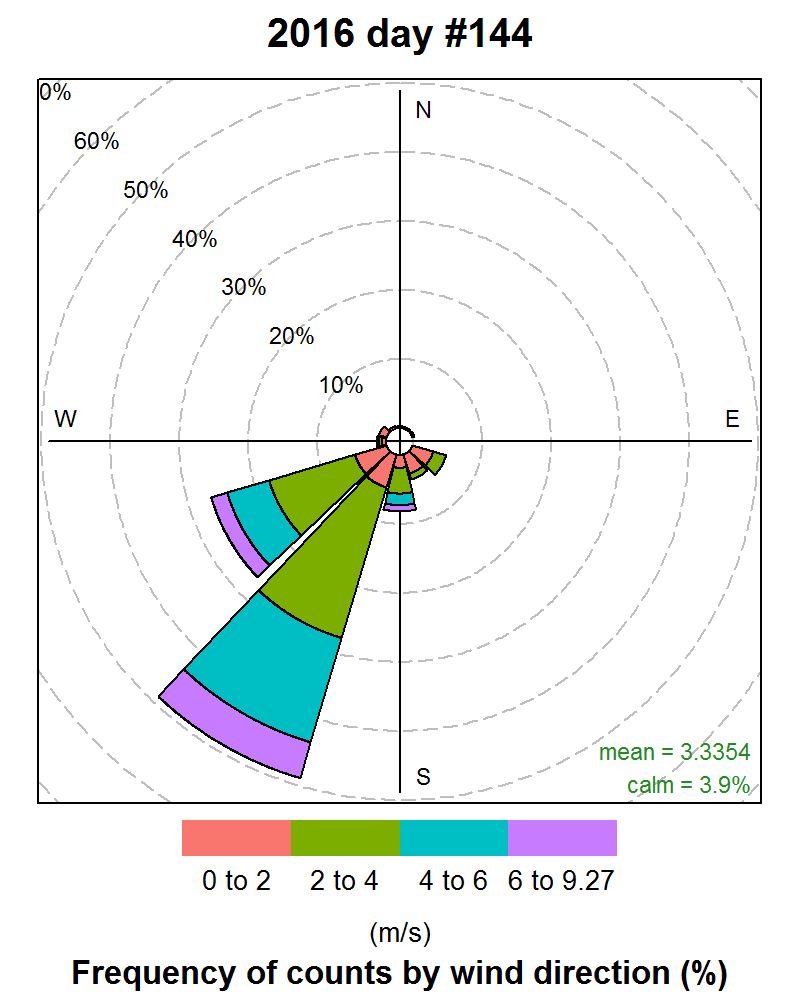 2016 day #144
0%
N
60%
50%
40%
30%
20%
10%
W
E
mean = 3.3354
S
calm = 3.9%
0 to 2 2 to 4 4 to 6 6 to 9.27
(m/s)
Frequency of counts by wind direction (%)